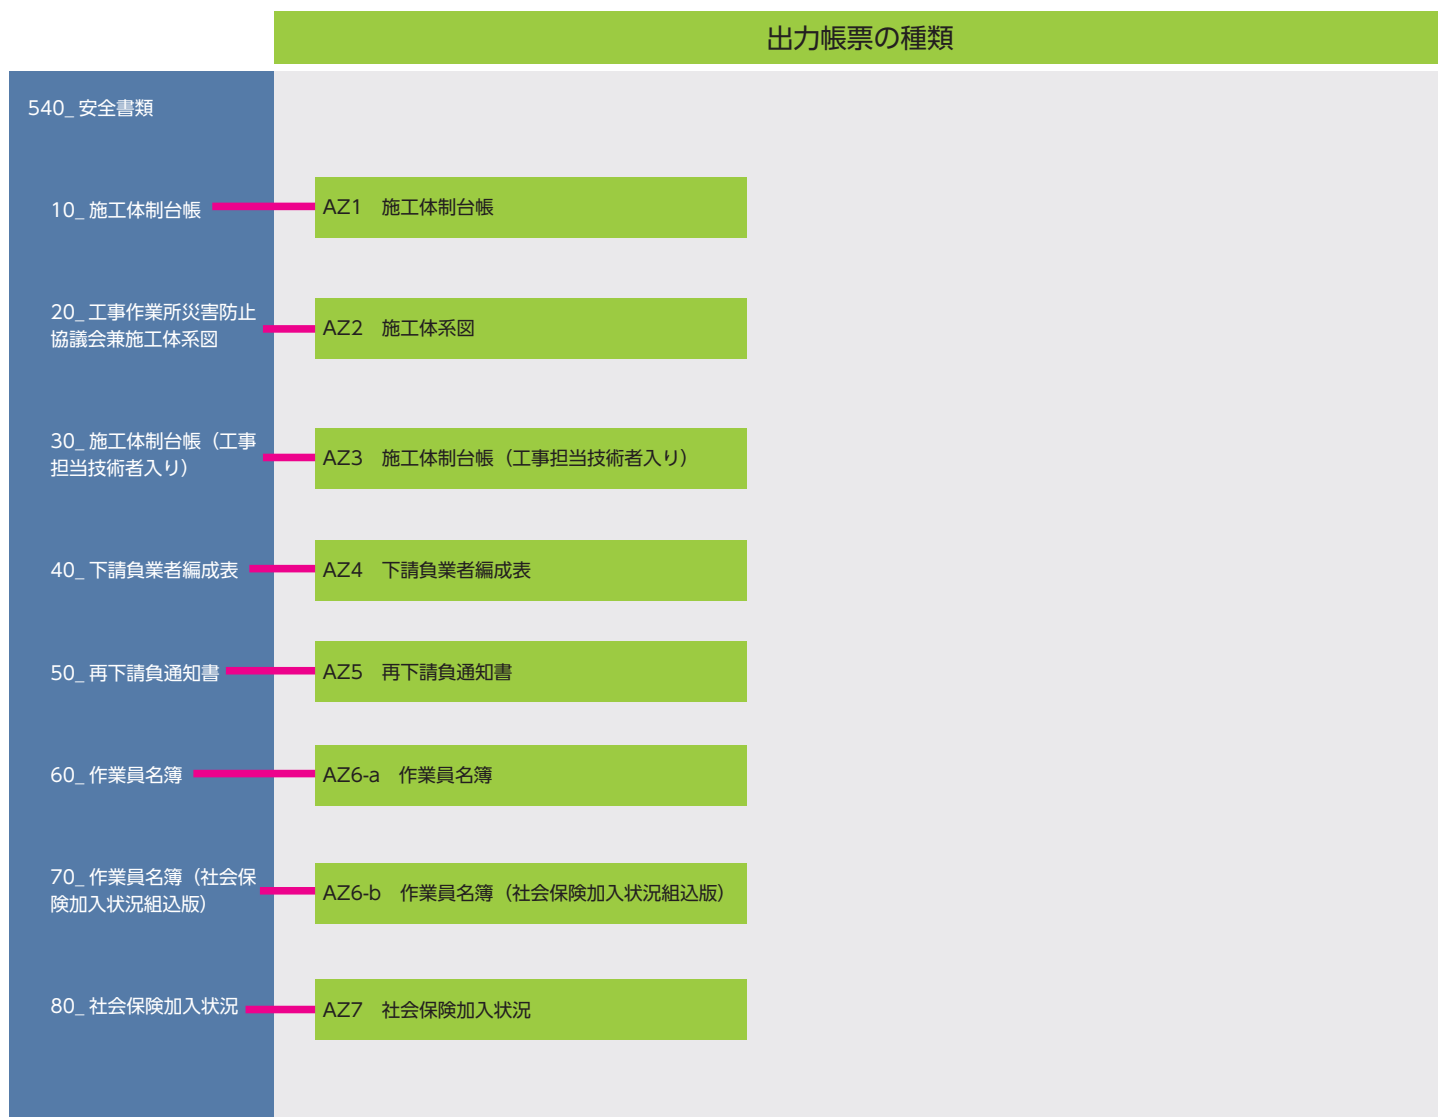 出力帳票の種類
540_ 安全書類
10_ 施工体制台帳
AZ1　施工体制台帳
20_ 工事作業所災害防止
協議会兼施工体系図
AZ2　施工体系図
30_ 施工体制台帳（工事
担当技術者入り）
AZ3　施工体制台帳（工事担当技術者入り）
40_ 下請負業者編成表
AZ4　下請負業者編成表
50_ 再下請負通知書
AZ5　再下請負通知書
60_ 作業員名簿
AZ6-a　作業員名簿
70_ 作業員名簿（社会保
険加入状況組込版）
AZ6-b　作業員名簿（社会保険加入状況組込版）
80_ 社会保険加入状況
AZ7　社会保険加入状況